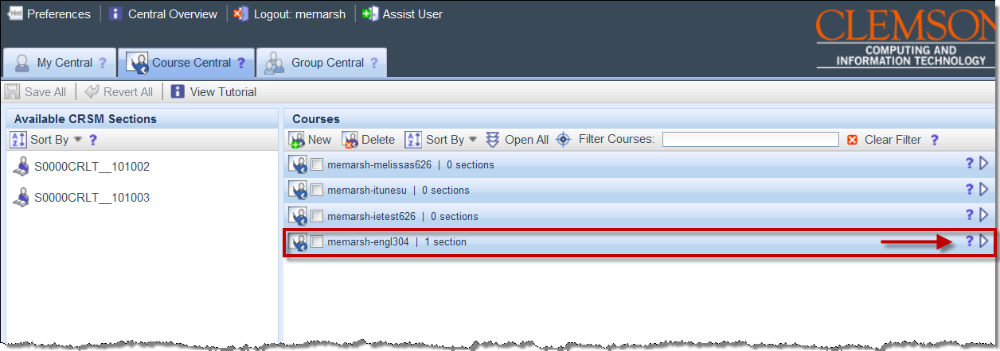 Hint Preferences Central Overview Logout: memarsh Assist User
CLEMSON
COMPUTING AND
INFORMATION TECHNOLOGY
My Central ? Course Central ? Group Central ?
Save All Revert All i View Tutorial
Available CRSM Sections
Sort By ?
S0000CRLT__101002
S0000CRLT__101003
Courses
New Delete Sort By Open All Filter Courses: Clear Filter ?
memarsh-melissas626 | 0 sections ?
memarsh-itunesu | 0 sections ?
memarsh-ietest626 | 0 sections ?
memarsh-engl304 | 1 section ?